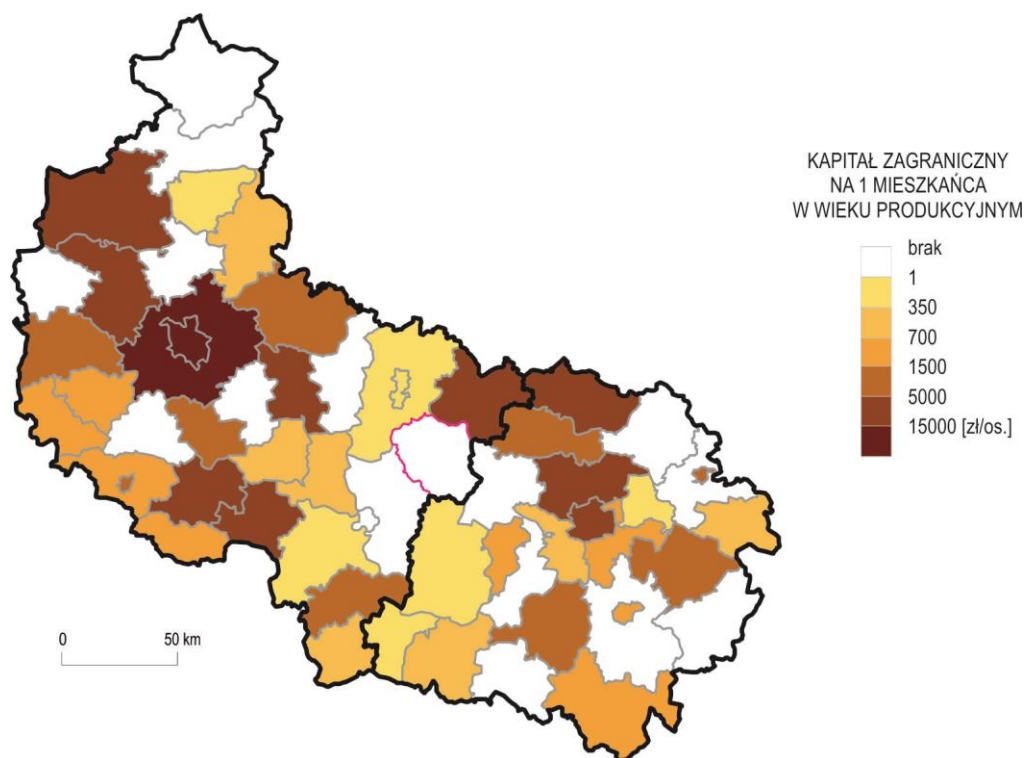 KAPITAŁ ZAGRANICZNY
NA 1 MIESZKAŃCA
W WIEKU PRODUKCYJNYM
brak
1
350
700
1500
5000
15000 [zł/os.]
0 50 km